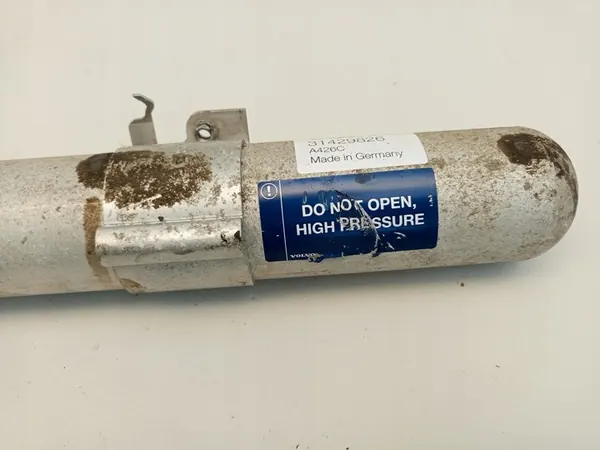 31429826
A426C
Made in Germany
DO NOT OPEN,
HIGH PRESSURE
VOLVO